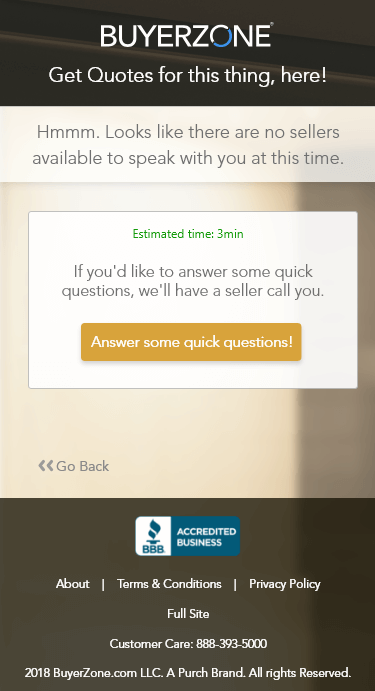 BUYERZONE®
Get Quotes for this thing, here!
Hmmm. Looks like there are no sellers
available to speak with you at this time.
Estimated time: 3min
If you'd like to answer some quick
questions, we'll have a seller call you.
Answer some quick questions!
Go Back
BBB.
ACCREDITED
BUSINESS
About | Terms & Conditions | Privacy Policy
Full Site
Customer Care: 888-393-5000
2018 BuyerZone.com LLC. A Purch Brand. All rights Reserved.